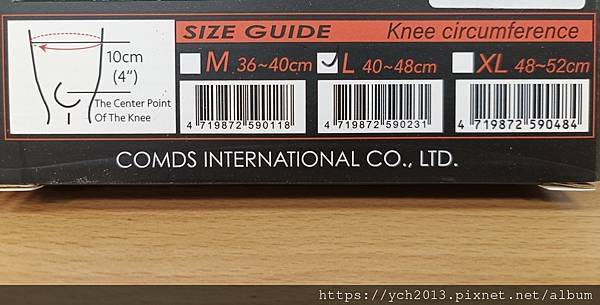 SIZE GUIDE Knee circumference
10cm
(4”)
The Center Point
Of The Knee
M 36~40cm
L 40~48cm
XL 48~52cm
4 719872 590118
4 719872 590231
4 719872 590484
COMDS INTERNATIONAL CO., LTD.
https://ych2013.pixnet.net/album